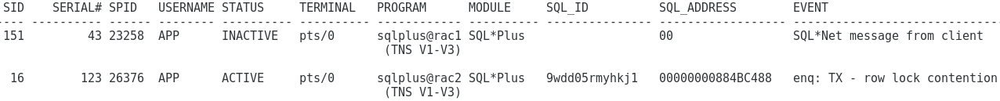 SID SERIAL# SPID USERNAME STATUS TERMINAL PROGRAM MODULE SQL_ID SQL_ADDRESS EVENT
---- ---------- ------ -------- -------- ---------- ---------- ---------- --------------- ------------------ -----------------------------
151 43 23258 APP INACTIVE pts/0 sqlplus@rac1 SQL*Plus 00 SQL*Net message from client
(TNS V1-V3)
16 123 26376 APP ACTIVE pts/0 sqlplus@rac2 SQL*Plus 9wdd05rmyhkj1 00000000884BC488 enq: TX - row lock contention
(TNS V1-V3)